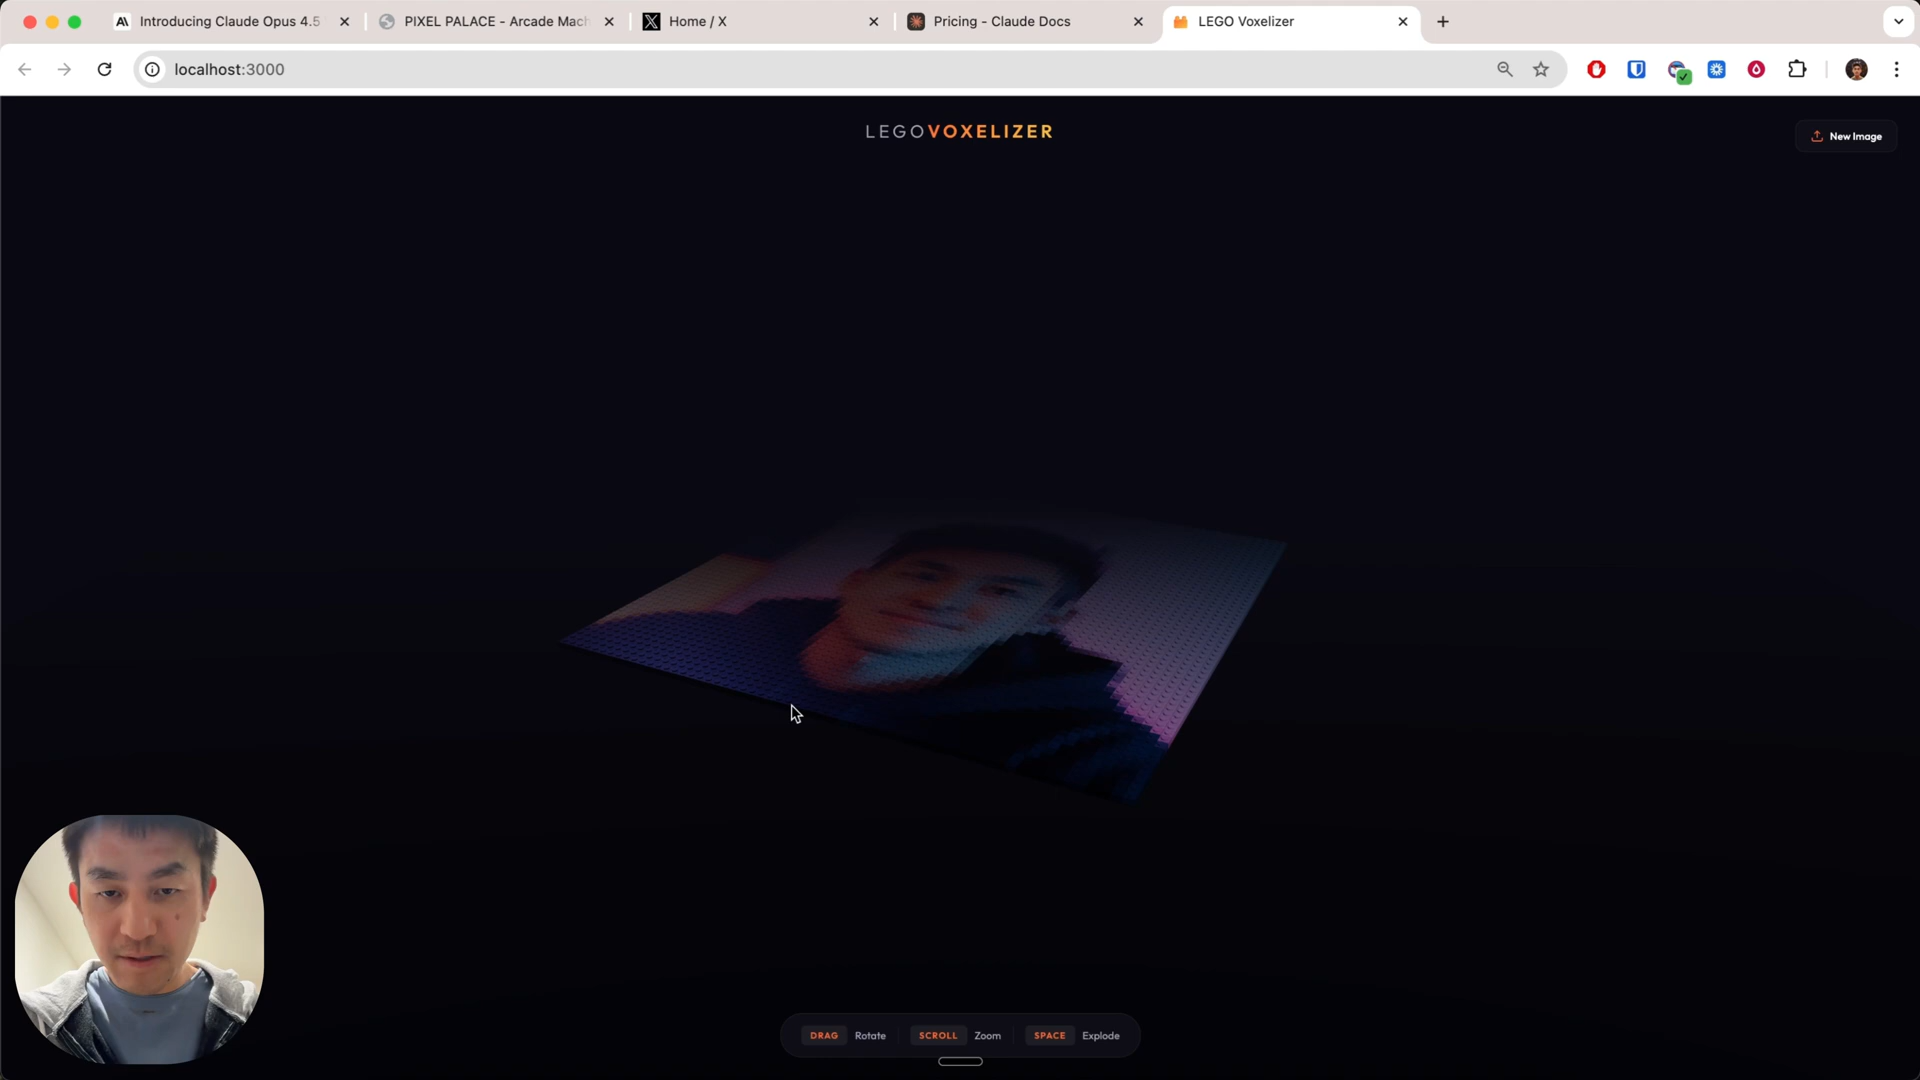 Introducing Claude Opus 4.5
PIXEL PALACE - Arcade Mach
Home / X
Pricing - Claude Docs
LEGO Voxelizer
localhost:3000
LEGOVOXELIZER
New Image
DRAG Rotate SCROLL Zoom SPACE Explode